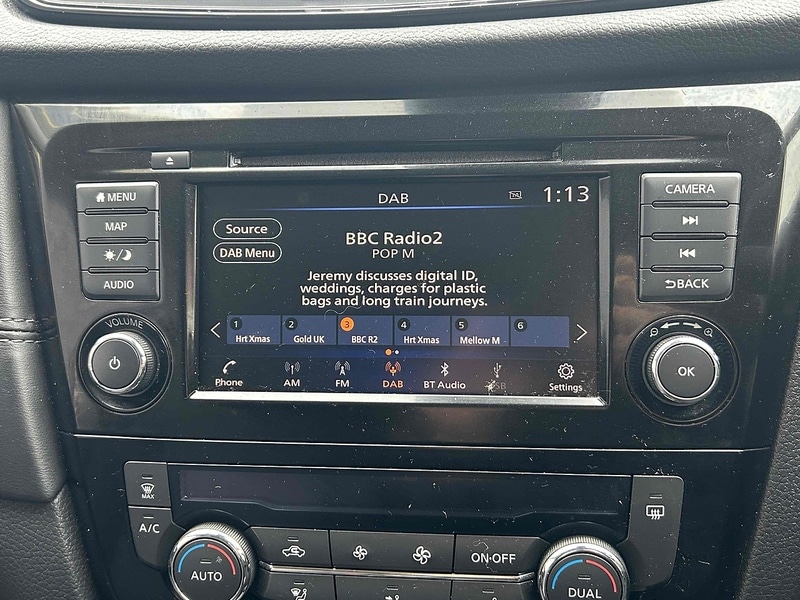 DAB
1:13
MENU
CAMERA
MAP
Source
BBC Radio2
DAB Menu
POP M
AUDIO
BACK
Jeremy discusses digital ID,
weddings, charges for plastic
bags and long train journeys.
VOLUME
1 2 3 4 5 6
Hrt Xmas Gold UK BBC R2 Hrt Xmas Mellow M
OK
Phone AM FM DAB BT Audio USB Settings
MAX
A/C
AUTO
ON·OFF
DUAL